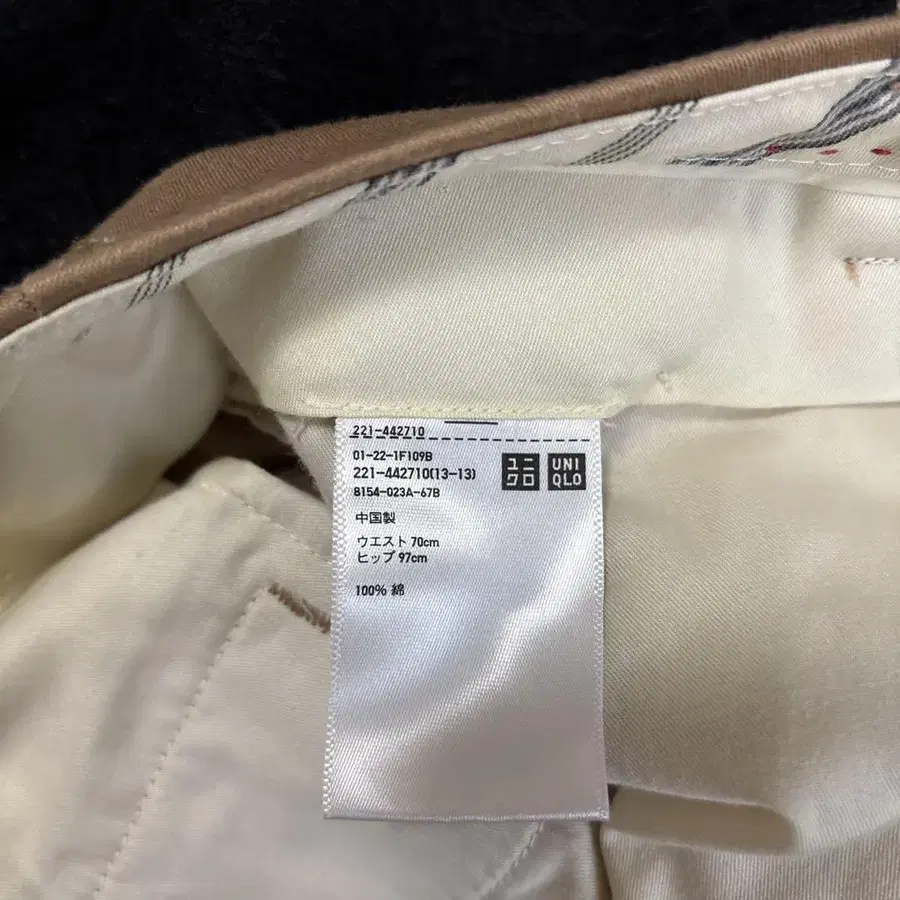 221-442710
01-22-1F109B
221-442710(13-13)
8154-023A-67B
ユニ
クロ
UNI
QLO
中国製
ウエスト 70cm
ヒップ 97cm
100% 綿